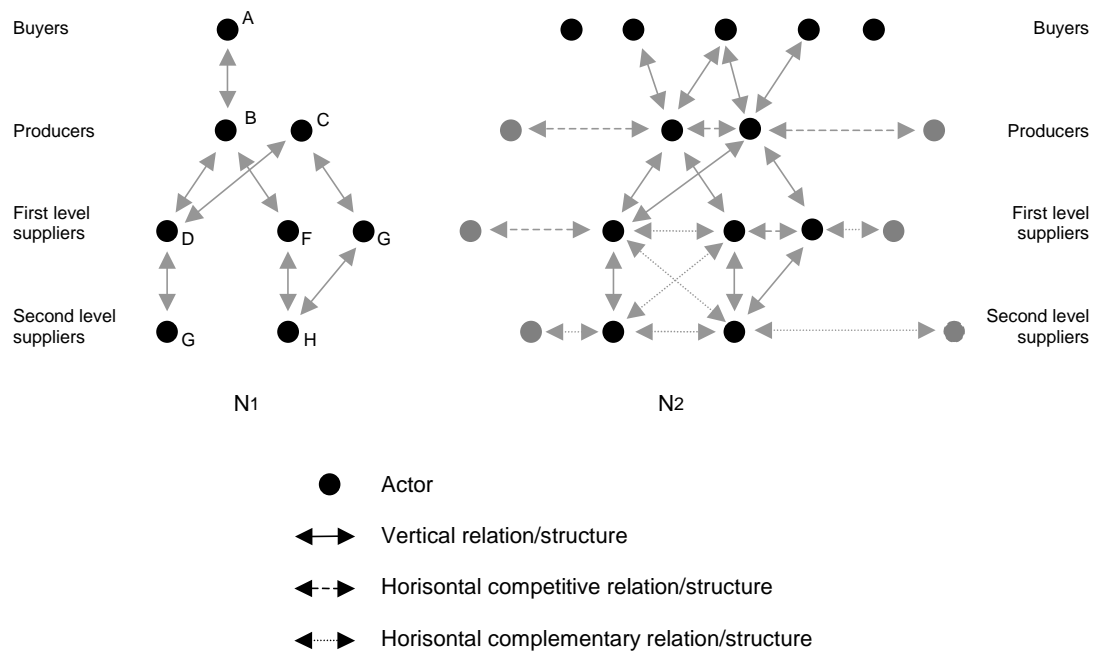 Buyers
A
Buyers
Producers
B
C
Producers
First level
suppliers
D
F
G
First level
suppliers
Second level
suppliers
G
H
Second level
suppliers
N1
N2
Actor
Vertical relation/structure
Horisontal competitive relation/structure
Horisontal complementary relation/structure